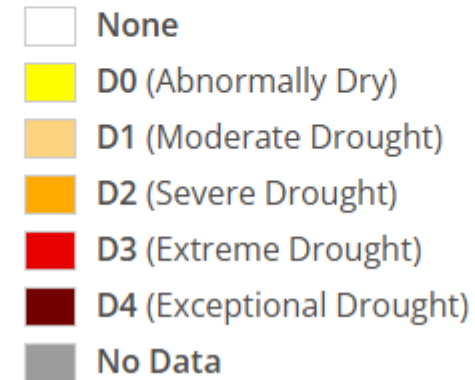 None
D0 (Abnormally Dry)
D1 (Moderate Drought)
D2 (Severe Drought)
D3 (Extreme Drought)
D4 (Exceptional Drought)
No Data